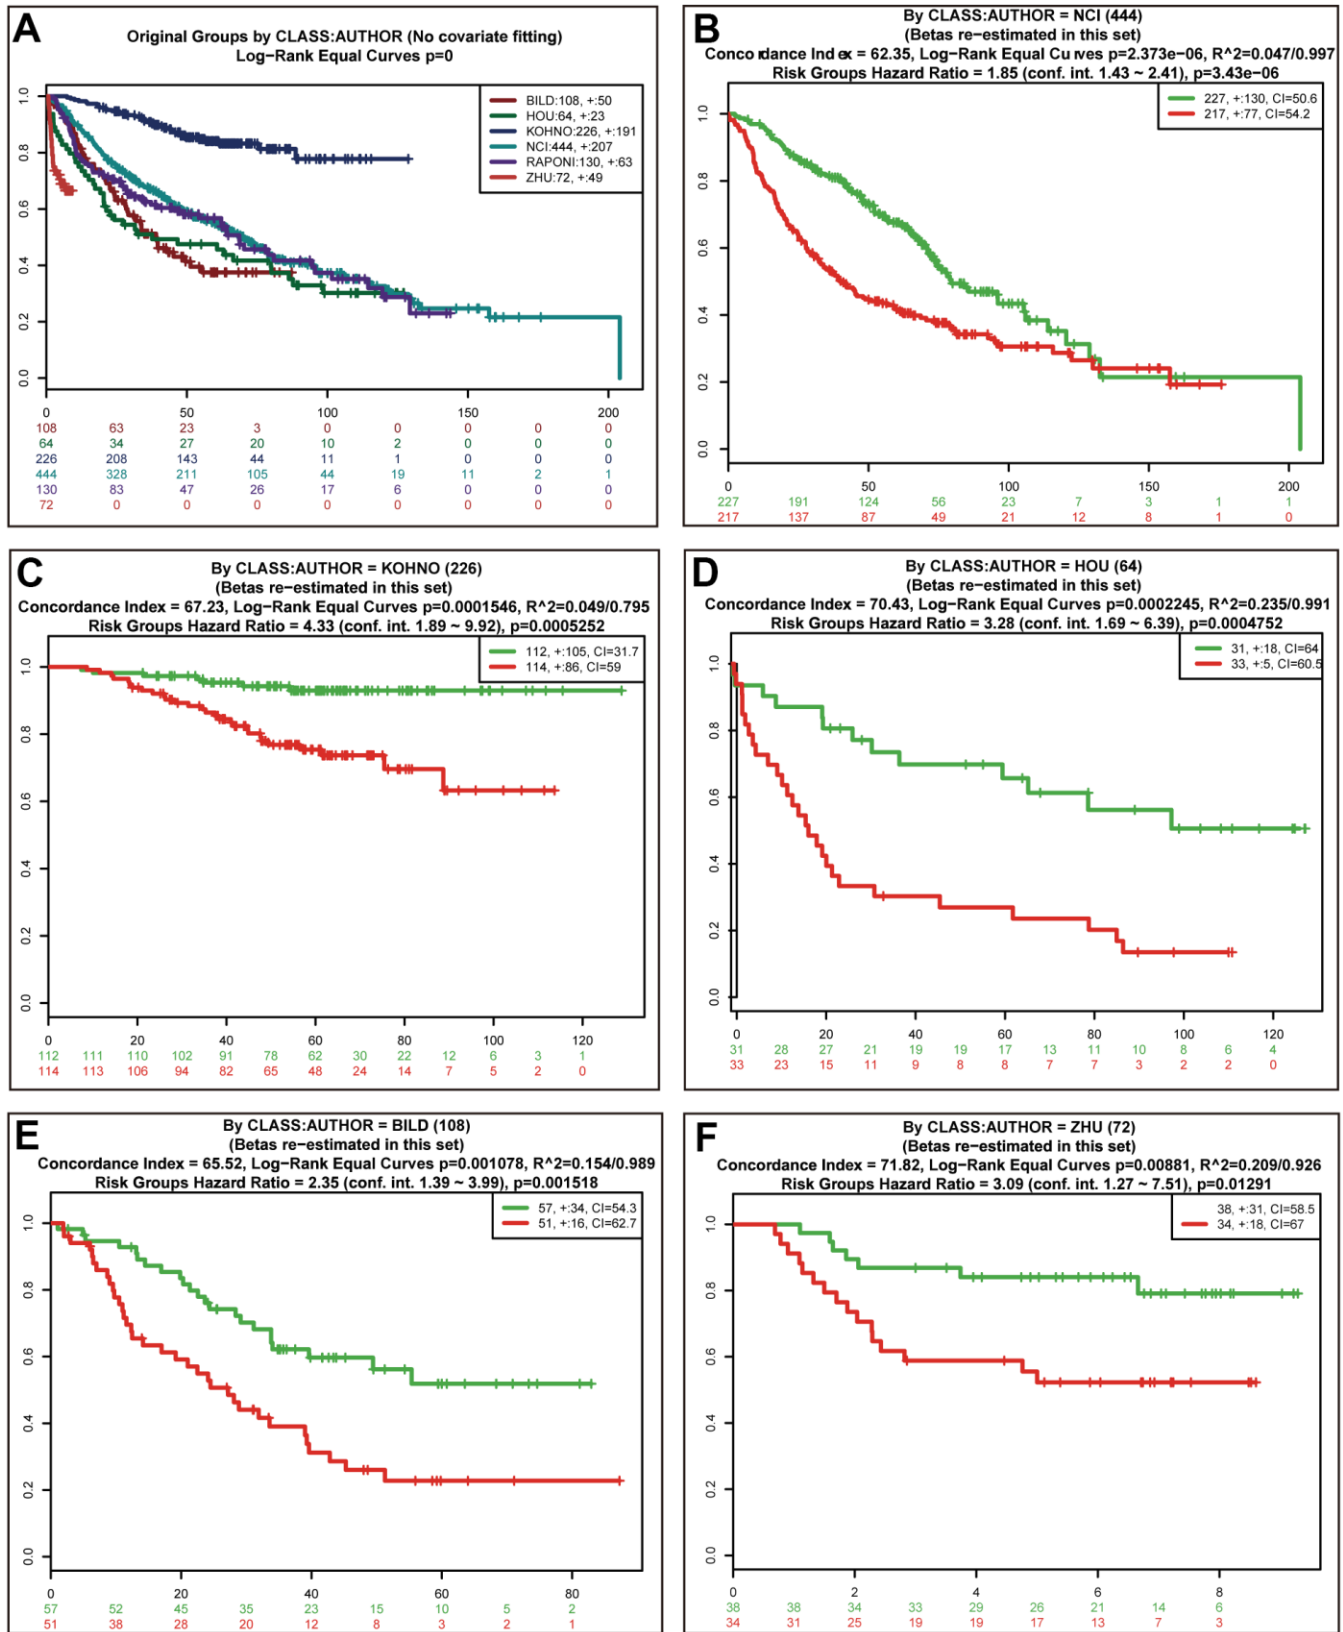 A
Original Groups by CLASS:AUTHOR (No covariate fitting)
Log-Rank Equal Curves p=0
BILD:108, +:50
HOU:64, +:23
KOHNO:226, +:191
NCI:444, +:207
RAPONI:130, +:63
ZHU:72, +:49
1.0
0.8
0.6
0.4
0.2
0.0
0 50 100 150 200
108 63 23 3 0 0 0 0 0
64 34 27 20 10 2 0 0 0
226 208 143 44 11 1 0 0 0
444 328 211 105 44 19 11 2 1
130 83 47 26 17 6 0 0 0
72 0 0 0 0 0 0 0 0
B
By CLASS:AUTHOR = NCI (444)
(Betas re-estimated in this set)
Concordance Index = 62.35, Log-Rank Equal Curves p=2.373e-06, R^2=0.047/0.997
Risk Groups Hazard Ratio = 1.85 (conf. int. 1.43 ~ 2.41), p=3.43e-06
227, +:130, CI=50.6
217, +:77, CI=54.2
1.0
0.8
0.6
0.4
0.2
0.0
0 50 100 150 200
227 191 124 56 23 7 3 1 1
217 137 87 49 21 12 8 1 0
C
By CLASS:AUTHOR = KOHNO (226)
(Betas re-estimated in this set)
Concordance Index = 67.23, Log-Rank Equal Curves p=0.0001546, R^2=0.049/0.795
Risk Groups Hazard Ratio = 4.33 (conf. int. 1.89 ~ 9.92), p=0.0005252
112, +:105, CI=31.7
114, +:86, CI=59
1.0
0.8
0.6
0.4
0.2
0.0
0 20 40 60 80 100 120
112 111 110 102 91 78 62 30 22 12 6 3 1
114 113 106 94 82 65 48 24 14 7 5 2 0
D
By CLASS:AUTHOR = HOU (64)
(Betas re-estimated in this set)
Concordance Index = 70.43, Log-Rank Equal Curves p=0.0002245, R^2=0.235/0.991
Risk Groups Hazard Ratio = 3.28 (conf. int. 1.69 ~ 6.39), p=0.0004752
31, +:18, CI=64
33, +:5, CI=60.5
1.0
0.8
0.6
0.4
0.2
0.0
0 20 40 60 80 100 120
31 28 27 21 19 19 17 13 11 10 8 6 4
33 23 15 11 9 8 8 7 7 3 2 2 0
E
By CLASS:AUTHOR = BILD (108)
(Betas re-estimated in this set)
Concordance Index = 65.52, Log-Rank Equal Curves p=0.001078, R^2=0.154/0.989
Risk Groups Hazard Ratio = 2.35 (conf. int. 1.39 ~ 3.99), p=0.001518
57, +:34, CI=54.3
51, +:16, CI=62.7
1.0
0.8
0.6
0.4
0.2
0.0
0 20 40 60 80
57 52 45 35 23 15 10 5 2
51 38 28 20 12 8 3 2 1
F
By CLASS:AUTHOR = ZHU (72)
(Betas re-estimated in this set)
Concordance Index = 71.82, Log-Rank Equal Curves p=0.00881, R^2=0.209/0.926
Risk Groups Hazard Ratio = 3.09 (conf. int. 1.27 ~ 7.51), p=0.01291
38, +:31, CI=58.5
34, +:18, CI=67
1.0
0.8
0.6
0.4
0.2
0.0
0 2 4 6 8
38 38 34 33 29 26 21 14 6
34 31 25 19 19 17 13 7 3